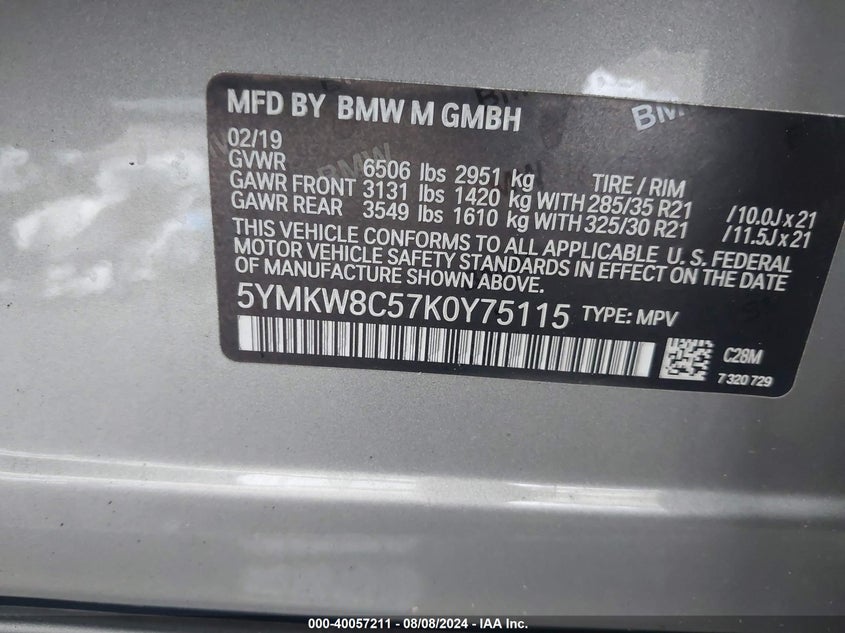 MFD BY BMW M GMBH
02/19
GVWR 6506 lbs 2951 kg TIRE / RIM
GAWR FRONT 3131 lbs 1420 kg WITH 285/35 R21 /10.0J x 21
GAWR REAR 3549 lbs 1610 kg WITH 325/30 R21 /11.5J x 21
THIS VEHICLE CONFORMS TO ALL APPLICABLE U. S. FEDERAL
MOTOR VEHICLE SAFETY STANDARDS IN EFFECT ON THE DATE
OF MANUFACTURE SHOWN ABOVE.
5YMKW8C57K0Y75115 TYPE: MPV
C28M
7 320 729
BMW
BMW
000-40057211 - 08/08/2024 - IAA Inc.